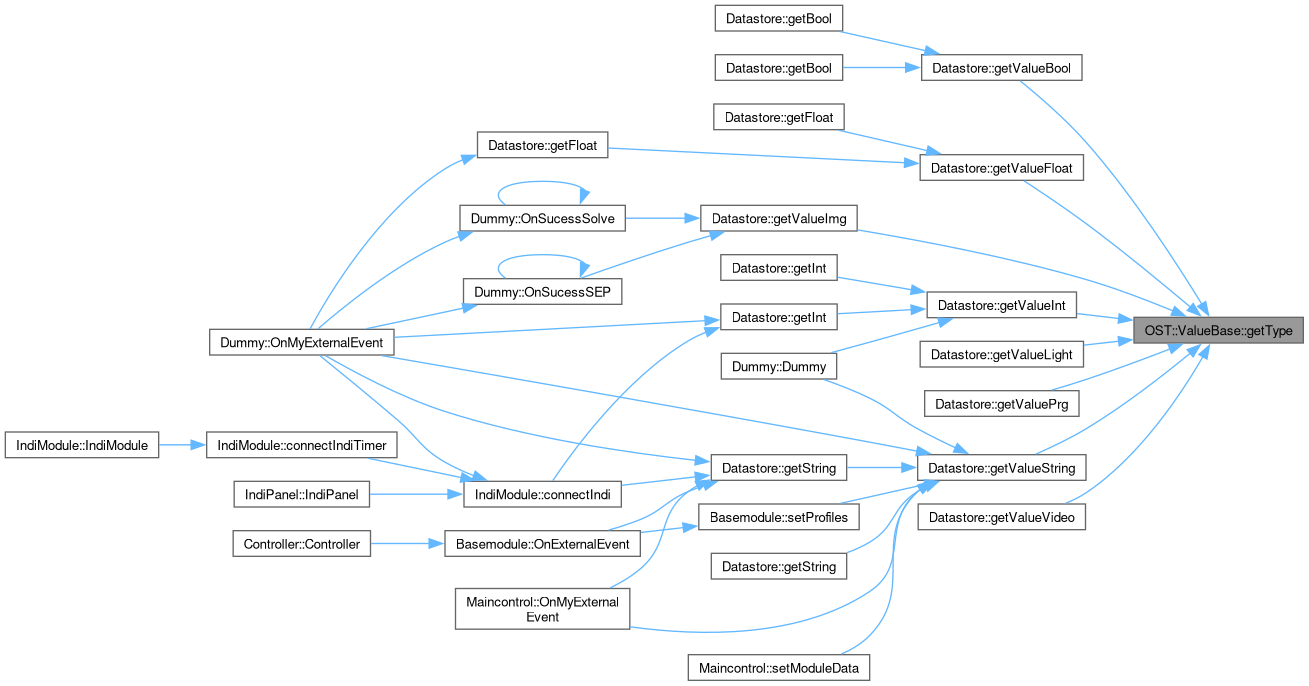 Datastore::getBool
Datastore::getBool
Datastore::getValueBool
Datastore::getFloat
Datastore::getFloat
Datastore::getValueFloat
Dummy::OnSucessSolve
Datastore::getValueImg
Dummy::OnSucessSEP
Datastore::getInt
Datastore::getValueInt
Datastore::getInt
OST::ValueBase::getType
Dummy::OnMyExternalEvent
Datastore::getValueLight
Dummy::Dummy
Datastore::getValuePrg
IndiModule::IndiModule
IndiModule::connectIndiTimer
Datastore::getString
Datastore::getValueString
IndiPanel::IndiPanel
IndiModule::connectIndi
Basemodule::setProfiles
Datastore::getValueVideo
Controller::Controller
Basemodule::OnExternalEvent
Datastore::getString
Maincontrol::OnMyExternal
Event
Maincontrol::setModuleData